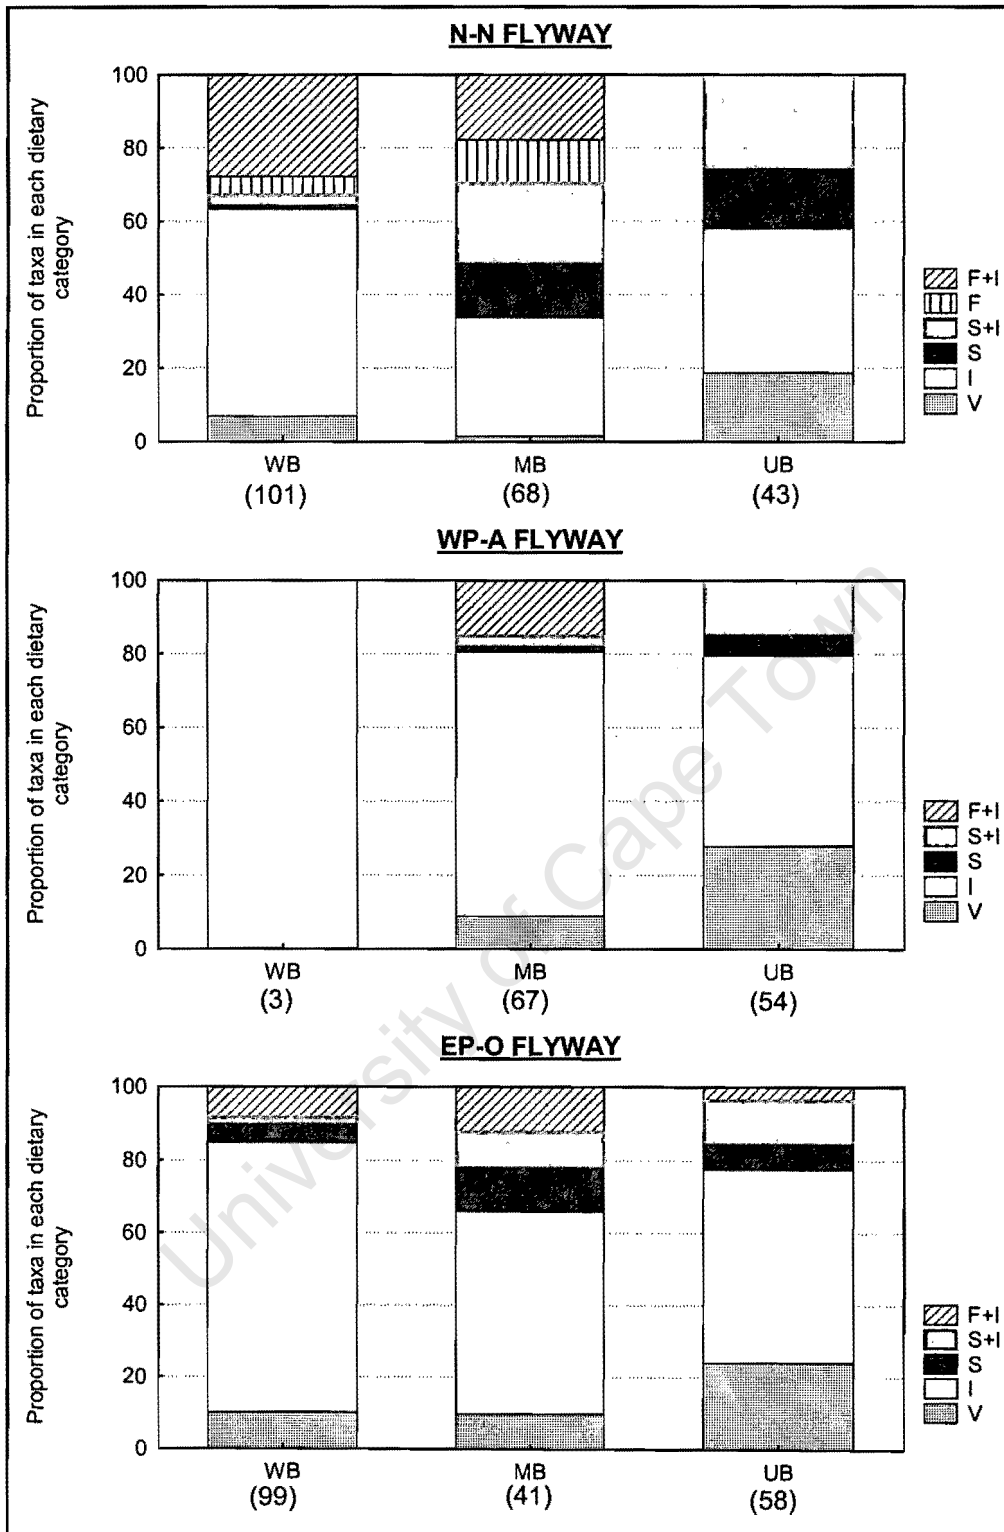 N-N FLYWAY
Proportion of taxa in each dietary
category
100
80
60
40
20
0
WB
(101)
MB
(68)
UB
(43)
F+I
F
S+I
S
I
V
WP-A FLYWAY
Proportion of taxa in each dietary
category
100
80
60
40
20
0
WB
(3)
MB
(67)
UB
(54)
F+I
S+I
S
I
V
EP-O FLYWAY
Proportion of taxa in each dietary
category
100
80
60
40
20
0
WB
(99)
MB
(41)
UB
(58)
F+I
S+I
S
I
V
University of Cape Town